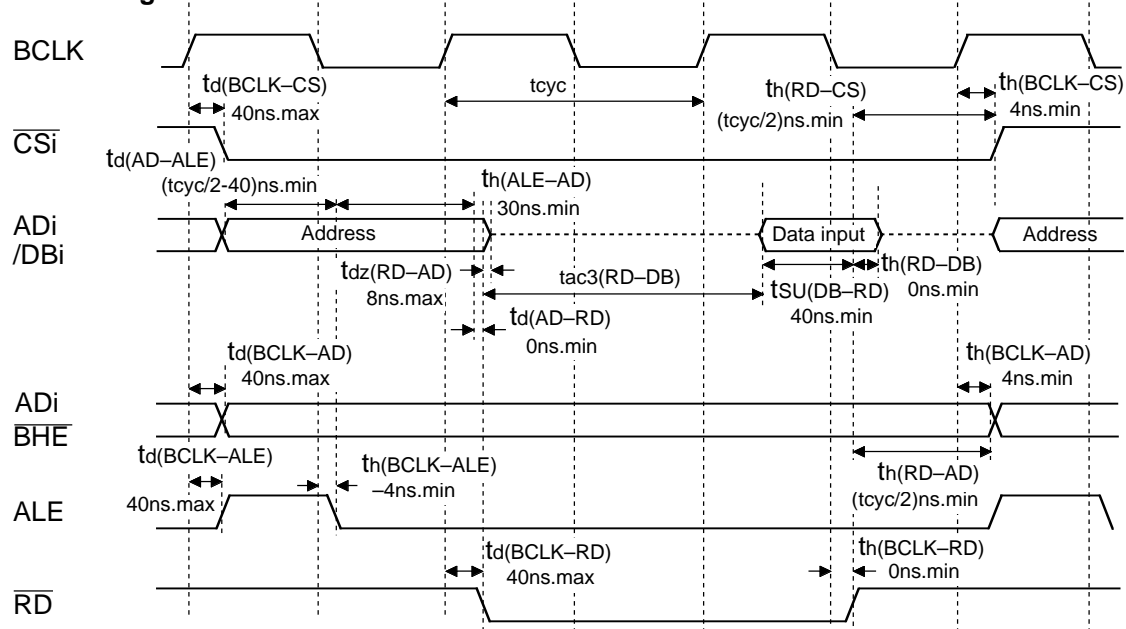 g
BCLK
td(BCLK–CS)
40ns.max
tcyc
th(RD–CS)
(tcyc/2)ns.min
th(BCLK–CS)
4ns.min
CSi
td(AD–ALE)
(tcyc/2-40)ns.min
th(ALE–AD)
30ns.min
ADi
/DBi
Address
Data input
Address
tdz(RD–AD)
8ns.max
tac3(RD–DB)
th(RD–DB)
0ns.min
tSU(DB–RD)
40ns.min
td(AD–RD)
0ns.min
td(BCLK–AD)
40ns.max
th(BCLK–AD)
4ns.min
ADi
BHE
td(BCLK–ALE)
40ns.max
th(BCLK–ALE)
–4ns.min
th(RD–AD)
(tcyc/2)ns.min
ALE
td(BCLK–RD)
40ns.max
th(BCLK–RD)
0ns.min
RD